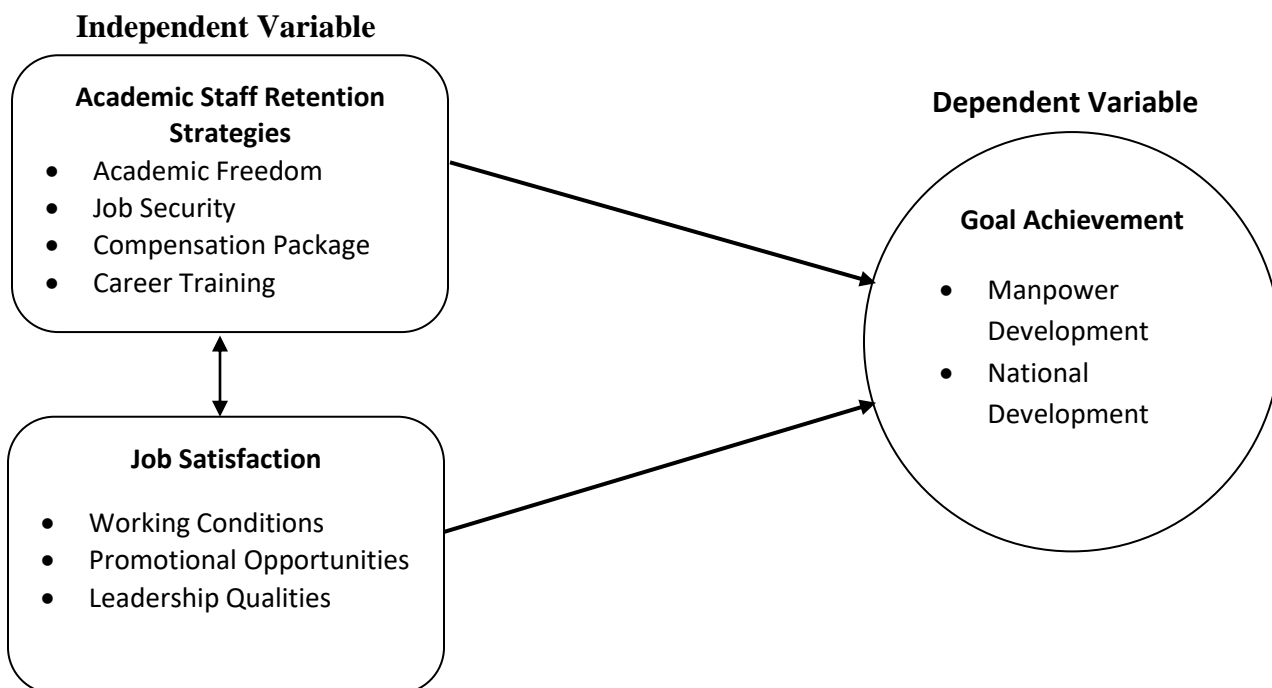 Independent Variable
Academic Staff Retention
Strategies
• Academic Freedom
• Job Security
• Compensation Package
• Career Training
Job Satisfaction
• Working Conditions
• Promotional Opportunities
• Leadership Qualities
Dependent Variable
Goal Achievement
• Manpower
Development
• National
Development